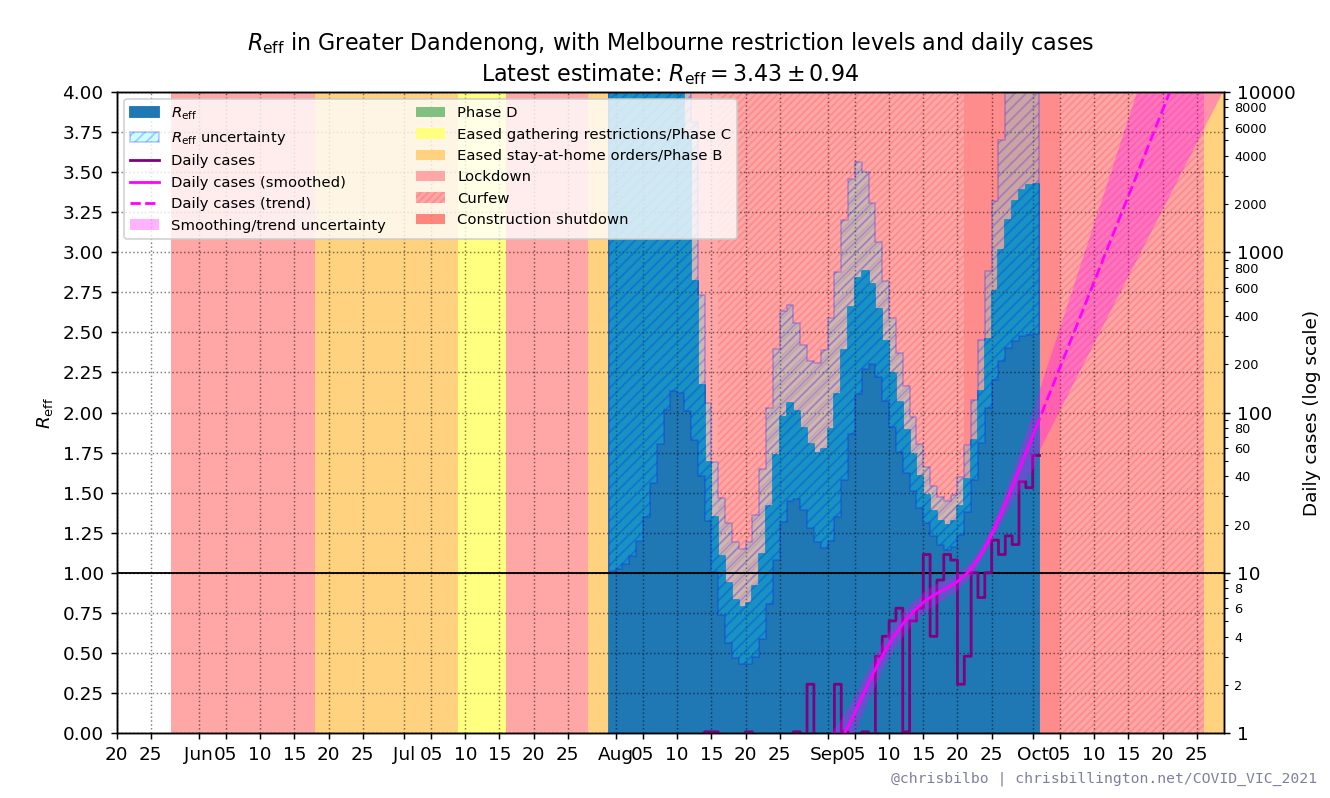 Reff in Greater Dandenong, with Melbourne restriction levels and daily cases
Latest estimate: Reff = 3.43 ± 0.94
Reff
Reff uncertainty
Daily cases
Daily cases (smoothed)
Daily cases (trend)
Smoothing/trend uncertainty
Phase D
Eased gathering restrictions/Phase C
Eased stay-at-home orders/Phase B
Lockdown
Curfew
Construction shutdown
Reff
4.00
3.75
3.50
3.25
3.00
2.75
2.50
2.25
2.00
1.75
1.50
1.25
1.00
0.75
0.50
0.25
0.00
20 25 Jun 05 10 15 20 25 Jul 05 10 15 20 25 Aug 05 10 15 20 25 Sep 05 10 15 20 25 Oct 05 10 15 20 25
10000
8000
6000
4000
2000
1000
800
600
400
200
100
80
60
40
20
10
8
6
4
2
1
Daily cases (log scale)
@chrisbilbo | chrisbillington.net/COVID_VIC_2021